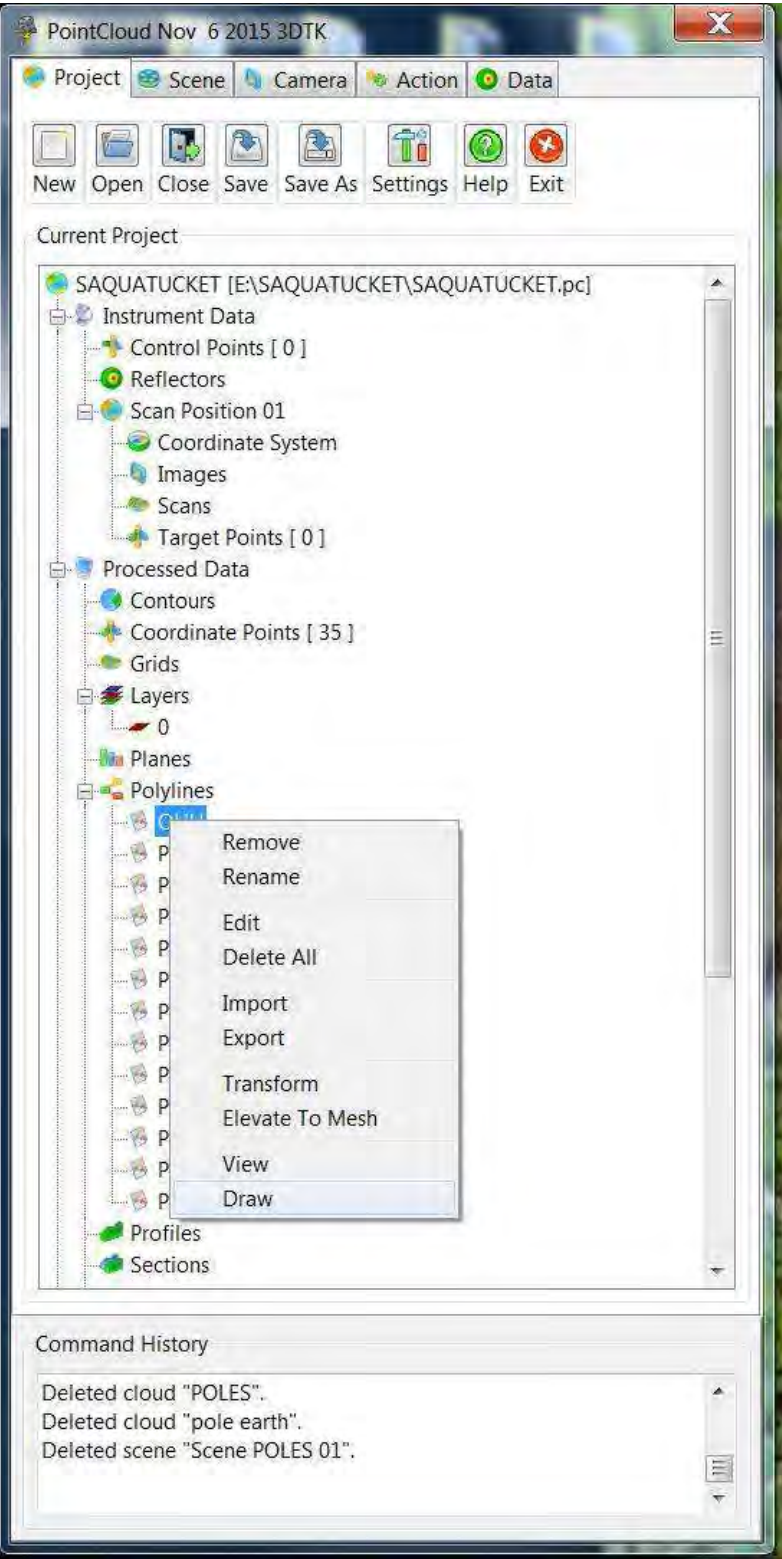 PointCloud Nov 6 2015 3DTK
Project Scene Camera Action Data
New Open Close Save Save As Settings Help Exit
Current Project
SAQUATUCKET [E:\SAQUATUCKET\SAQUATUCKET.pc]
Instrument Data
Control Points [ 0 ]
Reflectors
Scan Position 01
Coordinate System
Images
Scans
Target Points [ 0 ]
Processed Data
Contours
Coordinate Points [ 35 ]
Grids
Layers
0
Planes
Polylines
P
P
P
P
P
P
P
P
P
P
P
P
Remove
Rename
Edit
Delete All
Import
Export
Transform
Elevate To Mesh
View
Draw
Profiles
Sections
Command History
Deleted cloud "POLES".
Deleted cloud "pole earth".
Deleted scene "Scene POLES 01".